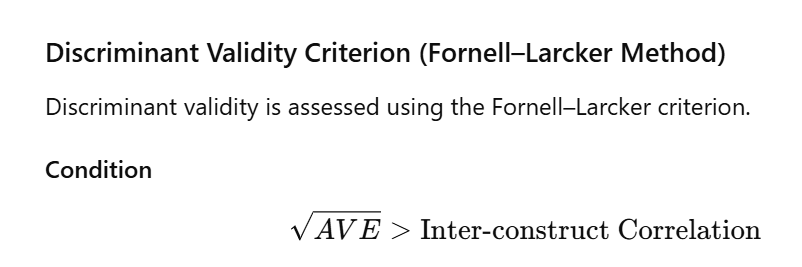 Discriminant Validity Criterion (Fornell–Larcker Method)
Discriminant validity is assessed using the Fornell–Larcker criterion.
Condition
√AVE > Inter-construct Correlation